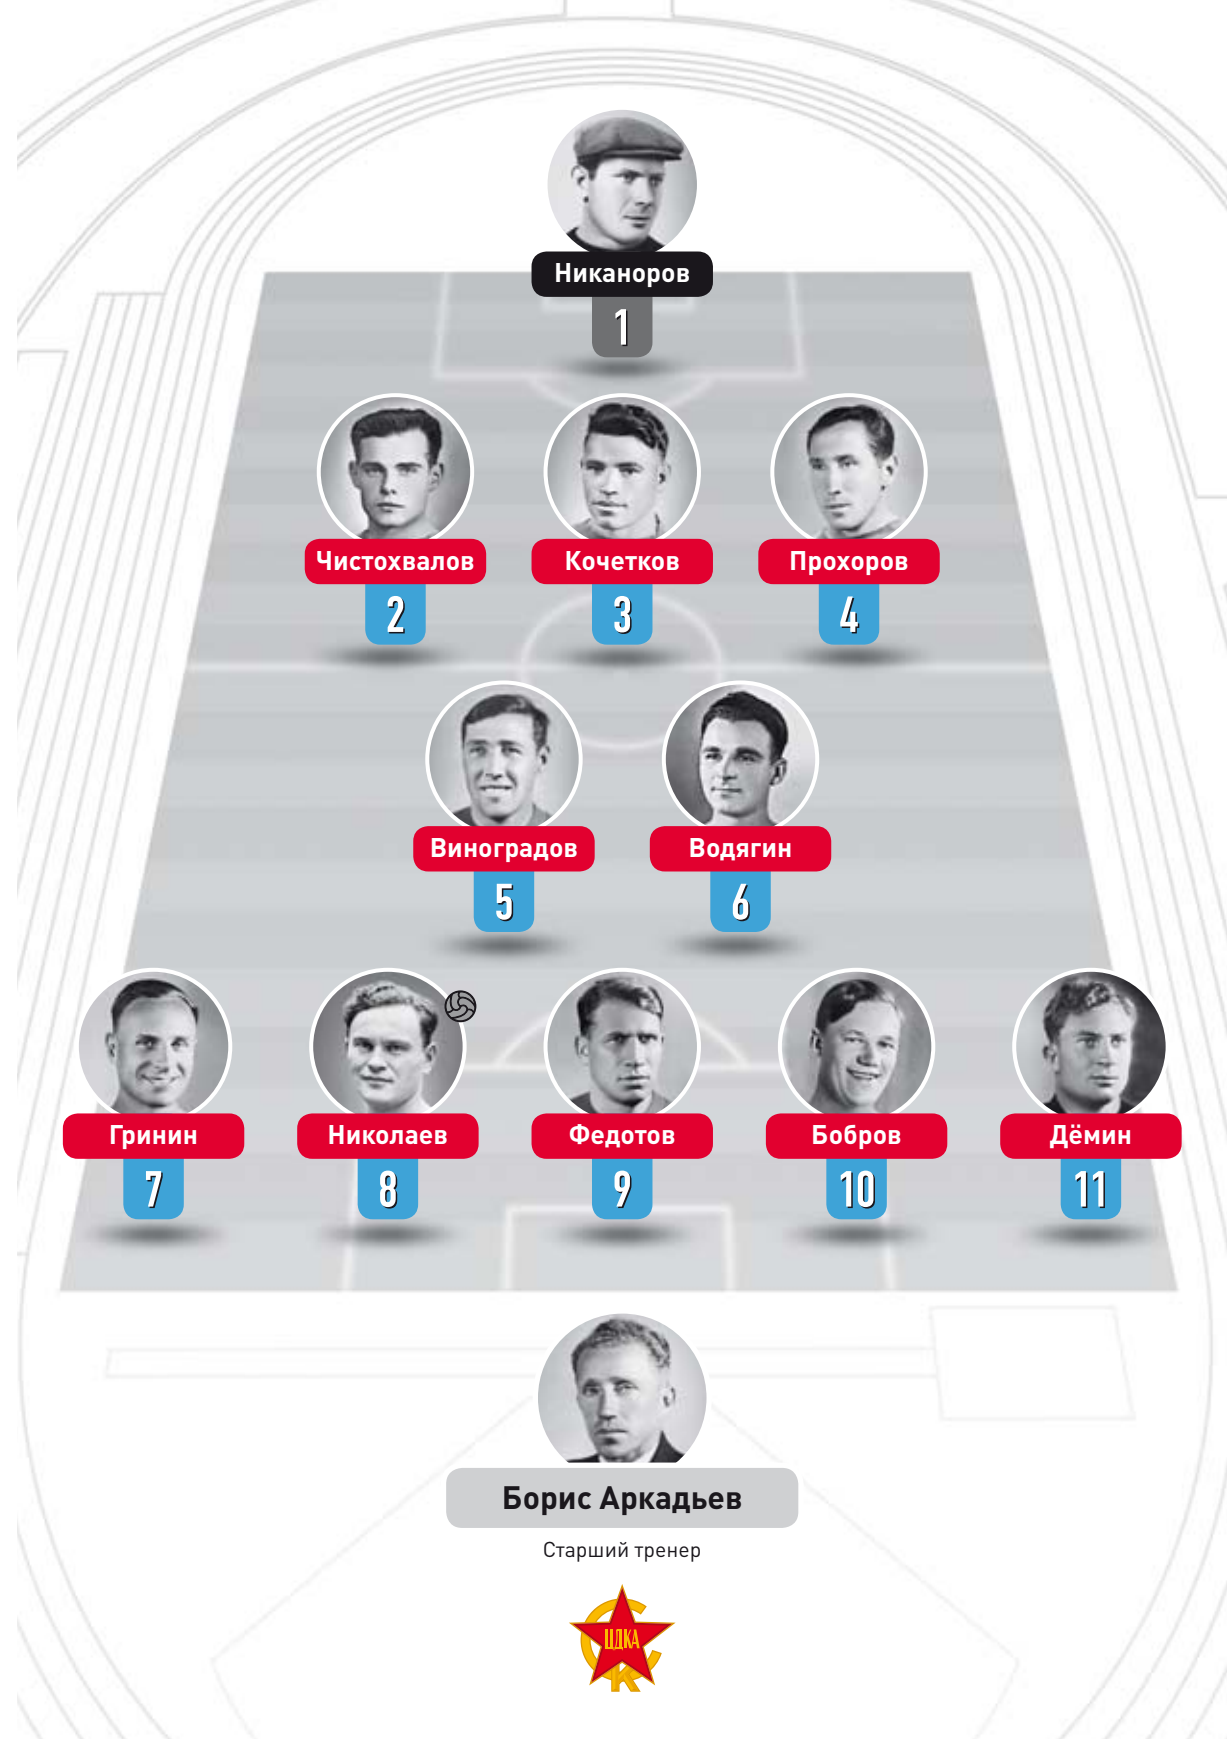 Никаноров
1
Чистохвалов
2
Кочетков
3
Прохоров
4
Виноградов
5
Водягин
6
Гринин
7
Николаев
8
Федотов
9
Бобров
10
Дёмин
11
Борис Аркадьев
Старший тренер
ЦДКА
СК